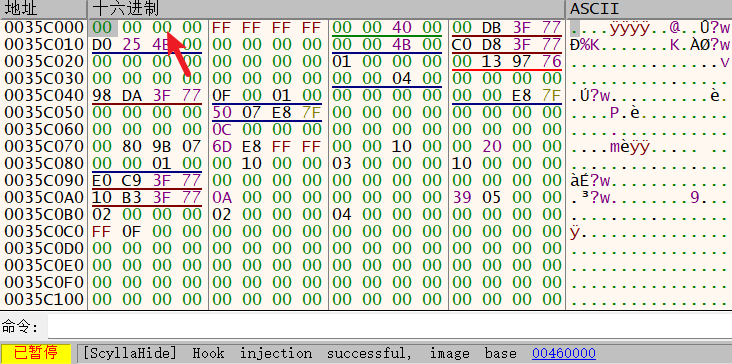 地址 十六进制 ASCII
0035C000 00 00 00 00 FF FF FF FF 00 00 40 00 00 DB 3F 77 ....ÿÿÿÿ..@..Û?w
0035C010 D0 25 4B 00 00 00 00 00 00 00 4B 00 C0 D8 3F 77 Ð%K.......K.ÀØ?w
0035C020 00 00 00 00 00 00 00 00 01 00 00 00 00 13 97 76 .............v
0035C030 00 00 00 00 00 00 00 00 00 00 04 00 00 00 00 00 ................
0035C040 98 DA 3F 77 0F 00 01 00 00 00 00 00 00 00 E8 7F .Ú?w..........è.
0035C050 00 00 00 00 50 07 E8 7F 00 00 00 00 00 00 00 00 ....P.è.........
0035C060 00 00 00 00 0C 00 00 00 00 00 00 00 00 00 00 00 ................
0035C070 00 80 9B 07 6D E8 FF FF 00 00 10 00 00 20 00 00 ....mèÿÿ..... ..
0035C080 00 00 01 00 00 10 00 00 03 00 00 00 10 00 00 00 ................
0035C090 E0 C9 3F 77 00 00 00 00 00 00 00 00 00 00 00 00 àÉ?w............
0035C0A0 10 B3 3F 77 0A 00 00 00 00 00 00 00 39 05 00 00 .³?w........9...
0035C0B0 02 00 00 00 02 00 00 00 04 00 00 00 00 00 00 00 ................
0035C0C0 FF 0F 00 00 00 00 00 00 00 00 00 00 00 00 00 00 ÿ...............
0035C0D0 00 00 00 00 00 00 00 00 00 00 00 00 00 00 00 00 ................
0035C0E0 00 00 00 00 00 00 00 00 00 00 00 00 00 00 00 00 ................
0035C0F0 00 00 00 00 00 00 00 00 00 00 00 00 00 00 00 00 ................
0035C100 00 00 00 00 00 00 00 00 00 00 00 00 00 00 00 00 ................
命令：
已暂停 [ScyllaHide] Hook injection successful, image base 00460000